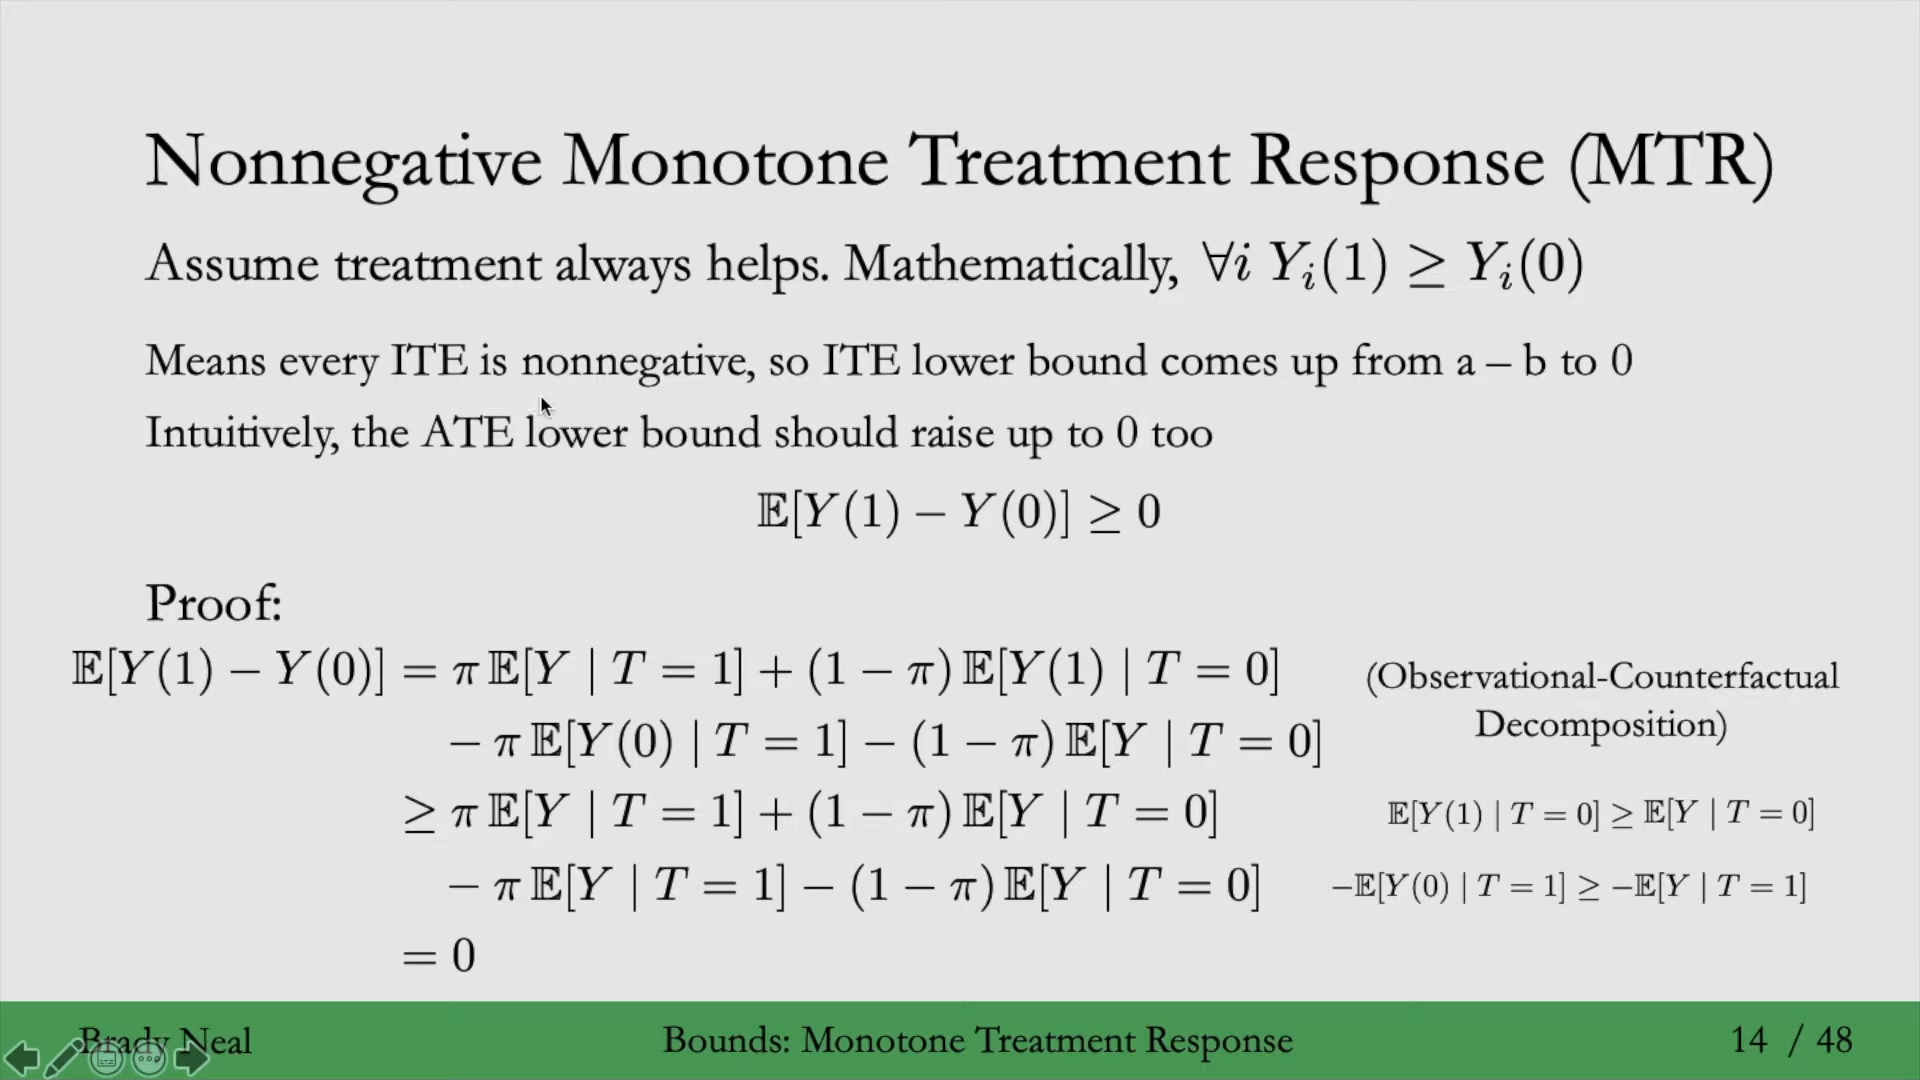 Nonnegative Monotone Treatment Response (MTR)
Assume treatment always helps. Mathematically, ∀i Yᵢ(1) ≥ Yᵢ(0)
Means every ITE is nonnegative, so ITE lower bound comes up from a – b to 0
Intuitively, the ATE lower bound should raise up to 0 too
𝔼[Y(1) − Y(0)] ≥ 0
Proof:
𝔼[Y(1) − Y(0)] = π 𝔼[Y | T = 1] + (1 − π) 𝔼[Y(1) | T = 0]
(Observational-Counterfactual
Decomposition)
− π 𝔼[Y(0) | T = 1] − (1 − π) 𝔼[Y | T = 0]
≥ π 𝔼[Y | T = 1] + (1 − π) 𝔼[Y | T = 0]
𝔼[Y(1) | T = 0] ≥ 𝔼[Y | T = 0]
− π 𝔼[Y | T = 1] − (1 − π) 𝔼[Y | T = 0]
−𝔼[Y(0) | T = 1] ≥ −𝔼[Y | T = 1]
= 0
Brady Neal
Bounds: Monotone Treatment Response
14 / 48